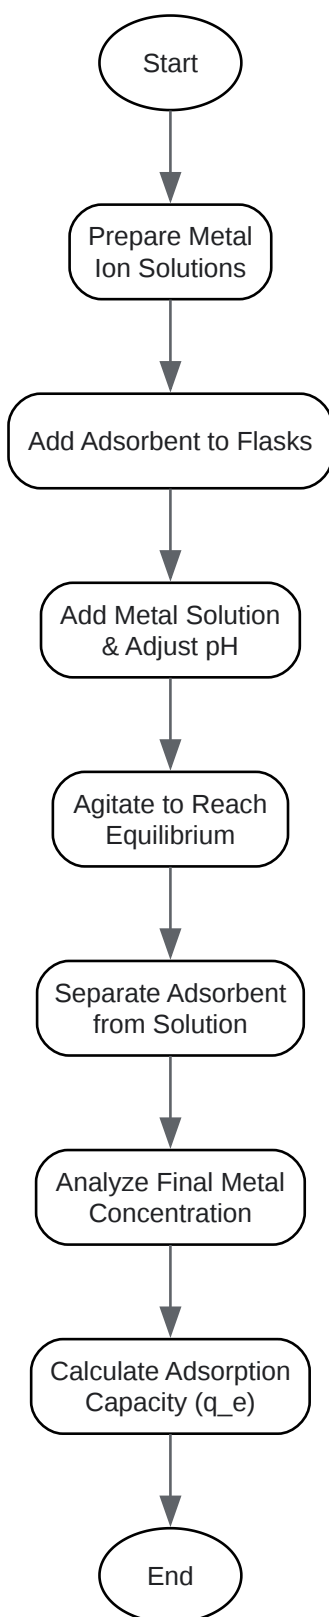 Start
Prepare Metal
Ion Solutions
Add Adsorbent to Flasks
Add Metal Solution
& Adjust pH
Agitate to Reach
Equilibrium
Separate Adsorbent
from Solution
Analyze Final Metal
Concentration
Calculate Adsorption
Capacity (q_e)
End